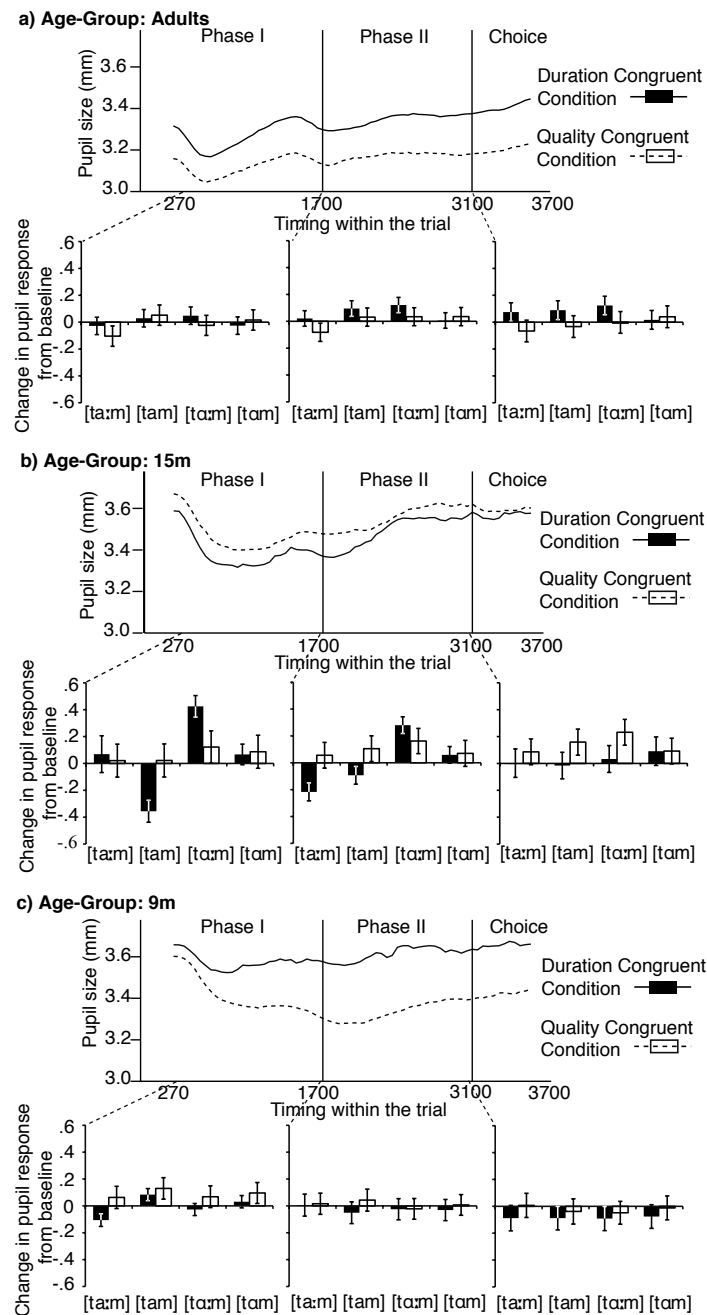 a) Age-Group: Adults
Phase I Phase II Choice
Pupil size (mm)
3.6
3.4
3.2
3.0
Duration Congruent
Condition
Quality Congruent
Condition
270 1700 3100 3700
Timing within the trial
Change in pupil response
from baseline
.6
.4
.2
0
-.2
-.4
-.6
[taːm] [tam] [tɑːm] [tɑm] [taːm] [tam] [tɑːm] [tɑm] [taːm] [tam] [tɑːm] [tɑm]
b) Age-Group: 15m
Phase I Phase II Choice
Pupil size (mm)
3.6
3.4
3.2
3.0
Duration Congruent
Condition
Quality Congruent
Condition
270 1700 3100 3700
Timing within the trial
Change in pupil response
from baseline
.6
.4
.2
0
-.2
-.4
-.6
[taːm] [tam] [tɑːm] [tɑm] [taːm] [tam] [tɑːm] [tɑm] [taːm] [tam] [tɑːm] [tɑm]
c) Age-Group: 9m
Phase I Phase II Choice
Pupil size (mm)
3.6
3.4
3.2
3.0
Duration Congruent
Condition
Quality Congruent
Condition
270 1700 3100 3700
Timing within the trial
Change in pupil response
from baseline
.6
.4
.2
0
-.2
-.4
-.6
[taːm] [tam] [tɑːm] [tɑm] [taːm] [tam] [tɑːm] [tɑm] [taːm] [tam] [tɑːm] [tɑm]